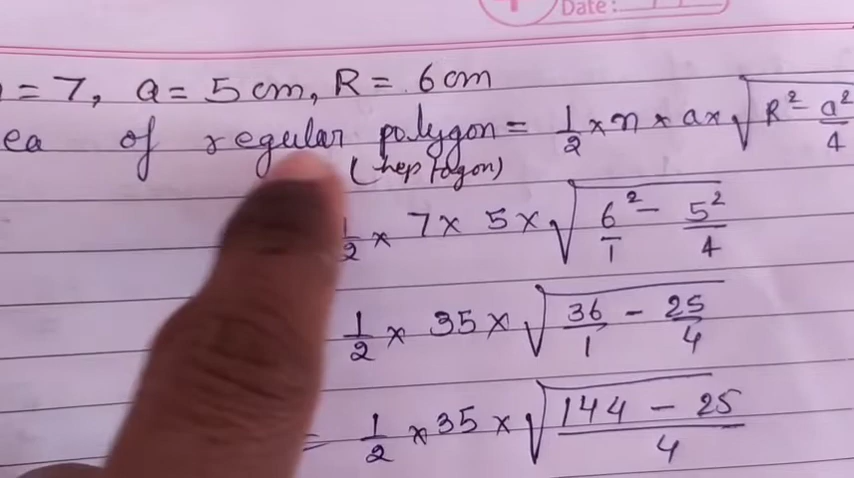 Date:
= 7, a = 5 cm, R = 6 cm
ea of regular polygon = 1/2 × n × a × √(R² - a²/4)
(heptagon)
1/2 × 7 × 5 × √(6²/1 - 5²/4)
1/2 × 35 × √(36/1 - 25/4)
= 1/2 × 35 × √((144 - 25)/4)